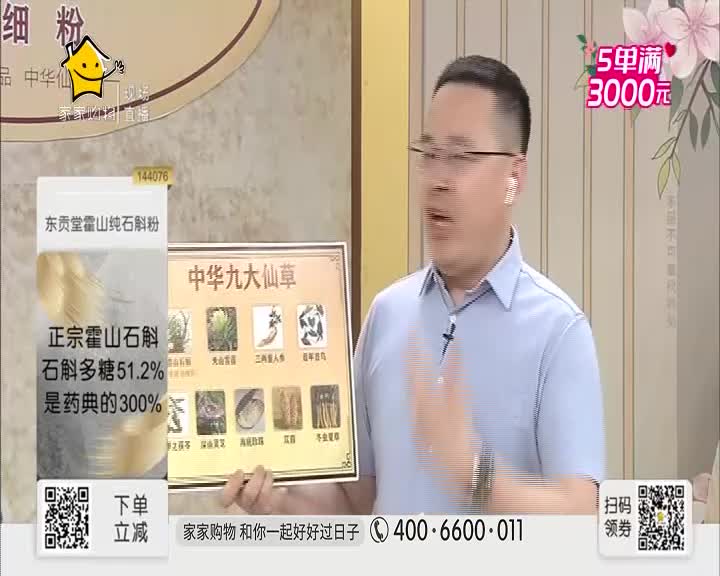 细粉
品 中华仙
家家购物
现场
直播
5单满
3000元
144076
东贡堂霍山纯石斛粉
正宗霍山石斛
石斛多糖51.2%
是药典的300%
中华九大仙草
天山雪莲
三两重人参
百年首乌
深山灵芝
海底珍珠
苁蓉
冬虫夏草
下单
立减
家家购物 和你一起好好过日子
400·6600·011
扫码
领券